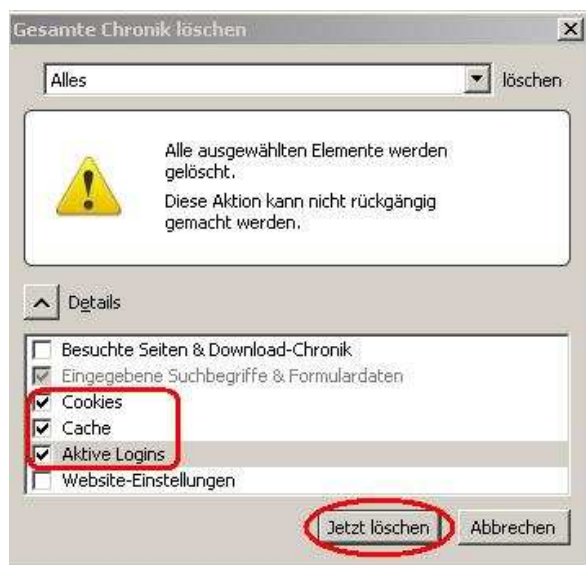 Gesamte Chronik löschen
Alles löschen
Alle ausgewählten Elemente werden
gelöscht.
Diese Aktion kann nicht rückgängig
gemacht werden.
Details
Besuchte Seiten & Download-Chronik
Eingegebene Suchbegriffe & Formulardaten
Cookies
Cache
Aktive Logins
Website-Einstellungen
Jetzt löschen Abbrechen